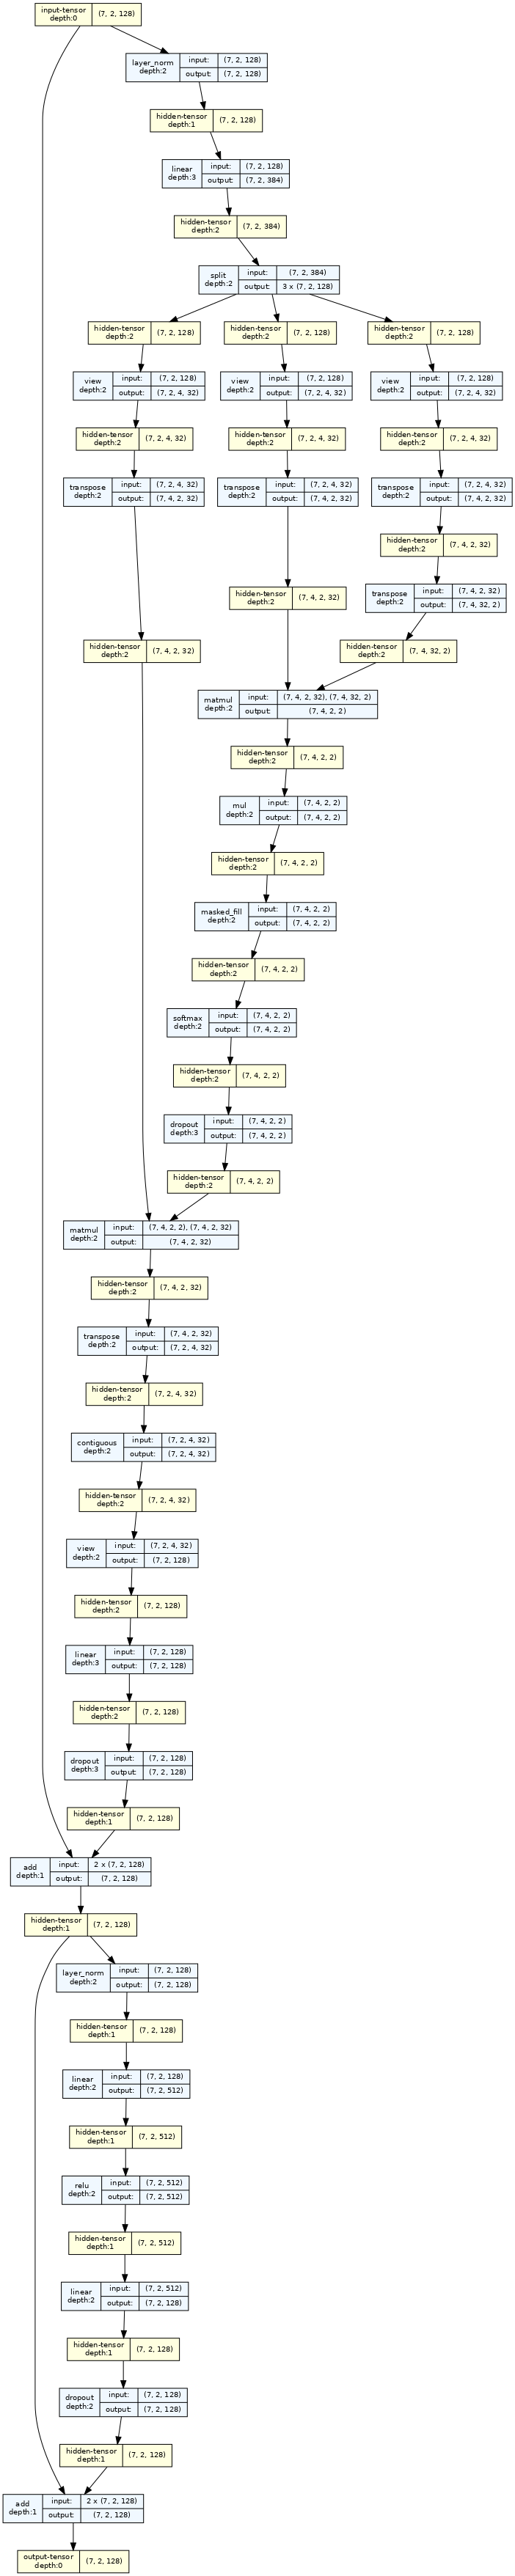 input-tensor
depth:0
(7, 2, 128)
layer_norm
depth:2
input:
(7, 2, 128)
output:
(7, 2, 128)
hidden-tensor
depth:1
(7, 2, 128)
linear
depth:3
input:
(7, 2, 128)
output:
(7, 2, 384)
hidden-tensor
depth:2
(7, 2, 384)
split
depth:2
input:
(7, 2, 384)
output:
3 x (7, 2, 128)
hidden-tensor
depth:2
(7, 2, 128)
hidden-tensor
depth:2
(7, 2, 128)
hidden-tensor
depth:2
(7, 2, 128)
view
depth:2
input:
(7, 2, 128)
output:
(7, 2, 4, 32)
view
depth:2
input:
(7, 2, 128)
output:
(7, 2, 4, 32)
view
depth:2
input:
(7, 2, 128)
output:
(7, 2, 4, 32)
hidden-tensor
depth:2
(7, 2, 4, 32)
hidden-tensor
depth:2
(7, 2, 4, 32)
hidden-tensor
depth:2
(7, 2, 4, 32)
transpose
depth:2
input:
(7, 2, 4, 32)
output:
(7, 4, 2, 32)
transpose
depth:2
input:
(7, 2, 4, 32)
output:
(7, 4, 2, 32)
transpose
depth:2
input:
(7, 2, 4, 32)
output:
(7, 4, 2, 32)
hidden-tensor
depth:2
(7, 4, 2, 32)
hidden-tensor
depth:2
(7, 4, 2, 32)
transpose
depth:2
input:
(7, 4, 2, 32)
output:
(7, 4, 32, 2)
hidden-tensor
depth:2
(7, 4, 2, 32)
hidden-tensor
depth:2
(7, 4, 32, 2)
matmul
depth:2
input:
(7, 4, 2, 32), (7, 4, 32, 2)
output:
(7, 4, 2, 2)
hidden-tensor
depth:2
(7, 4, 2, 2)
mul
depth:2
input:
(7, 4, 2, 2)
output:
(7, 4, 2, 2)
hidden-tensor
depth:2
(7, 4, 2, 2)
masked_fill
depth:2
input:
(7, 4, 2, 2)
output:
(7, 4, 2, 2)
hidden-tensor
depth:2
(7, 4, 2, 2)
softmax
depth:2
input:
(7, 4, 2, 2)
output:
(7, 4, 2, 2)
hidden-tensor
depth:2
(7, 4, 2, 2)
dropout
depth:3
input:
(7, 4, 2, 2)
output:
(7, 4, 2, 2)
hidden-tensor
depth:2
(7, 4, 2, 2)
matmul
depth:2
input:
(7, 4, 2, 2), (7, 4, 2, 32)
output:
(7, 4, 2, 32)
hidden-tensor
depth:2
(7, 4, 2, 32)
transpose
depth:2
input:
(7, 4, 2, 32)
output:
(7, 2, 4, 32)
hidden-tensor
depth:2
(7, 2, 4, 32)
contiguous
depth:2
input:
(7, 2, 4, 32)
output:
(7, 2, 4, 32)
hidden-tensor
depth:2
(7, 2, 4, 32)
view
depth:2
input:
(7, 2, 4, 32)
output:
(7, 2, 128)
hidden-tensor
depth:2
(7, 2, 128)
linear
depth:3
input:
(7, 2, 128)
output:
(7, 2, 128)
hidden-tensor
depth:2
(7, 2, 128)
dropout
depth:3
input:
(7, 2, 128)
output:
(7, 2, 128)
hidden-tensor
depth:1
(7, 2, 128)
add
depth:1
input:
2 x (7, 2, 128)
output:
(7, 2, 128)
hidden-tensor
depth:1
(7, 2, 128)
layer_norm
depth:2
input:
(7, 2, 128)
output:
(7, 2, 128)
hidden-tensor
depth:1
(7, 2, 128)
linear
depth:2
input:
(7, 2, 128)
output:
(7, 2, 512)
hidden-tensor
depth:1
(7, 2, 512)
relu
depth:2
input:
(7, 2, 512)
output:
(7, 2, 512)
hidden-tensor
depth:1
(7, 2, 512)
linear
depth:2
input:
(7, 2, 512)
output:
(7, 2, 128)
hidden-tensor
depth:1
(7, 2, 128)
dropout
depth:2
input:
(7, 2, 128)
output:
(7, 2, 128)
hidden-tensor
depth:1
(7, 2, 128)
add
depth:1
input:
2 x (7, 2, 128)
output:
(7, 2, 128)
output-tensor
depth:0
(7, 2, 128)